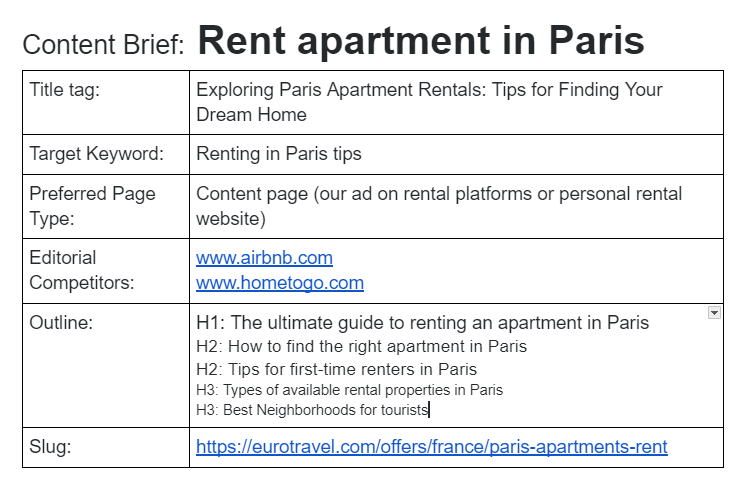 Content Brief: Rent apartment in Paris
Title tag:
Exploring Paris Apartment Rentals: Tips for Finding Your
Dream Home
Target Keyword:
Renting in Paris tips
Preferred Page
Type:
Content page (our ad on rental platforms or personal rental
website)
Editorial
Competitors:
www.airbnb.com
www.hometogo.com
Outline:
H1: The ultimate guide to renting an apartment in Paris
H2: How to find the right apartment in Paris
H2: Tips for first-time renters in Paris
H3: Types of available rental properties in Paris
H3: Best Neighborhoods for tourists
Slug:
https://eurotravel.com/offers/france/paris-apartments-rent